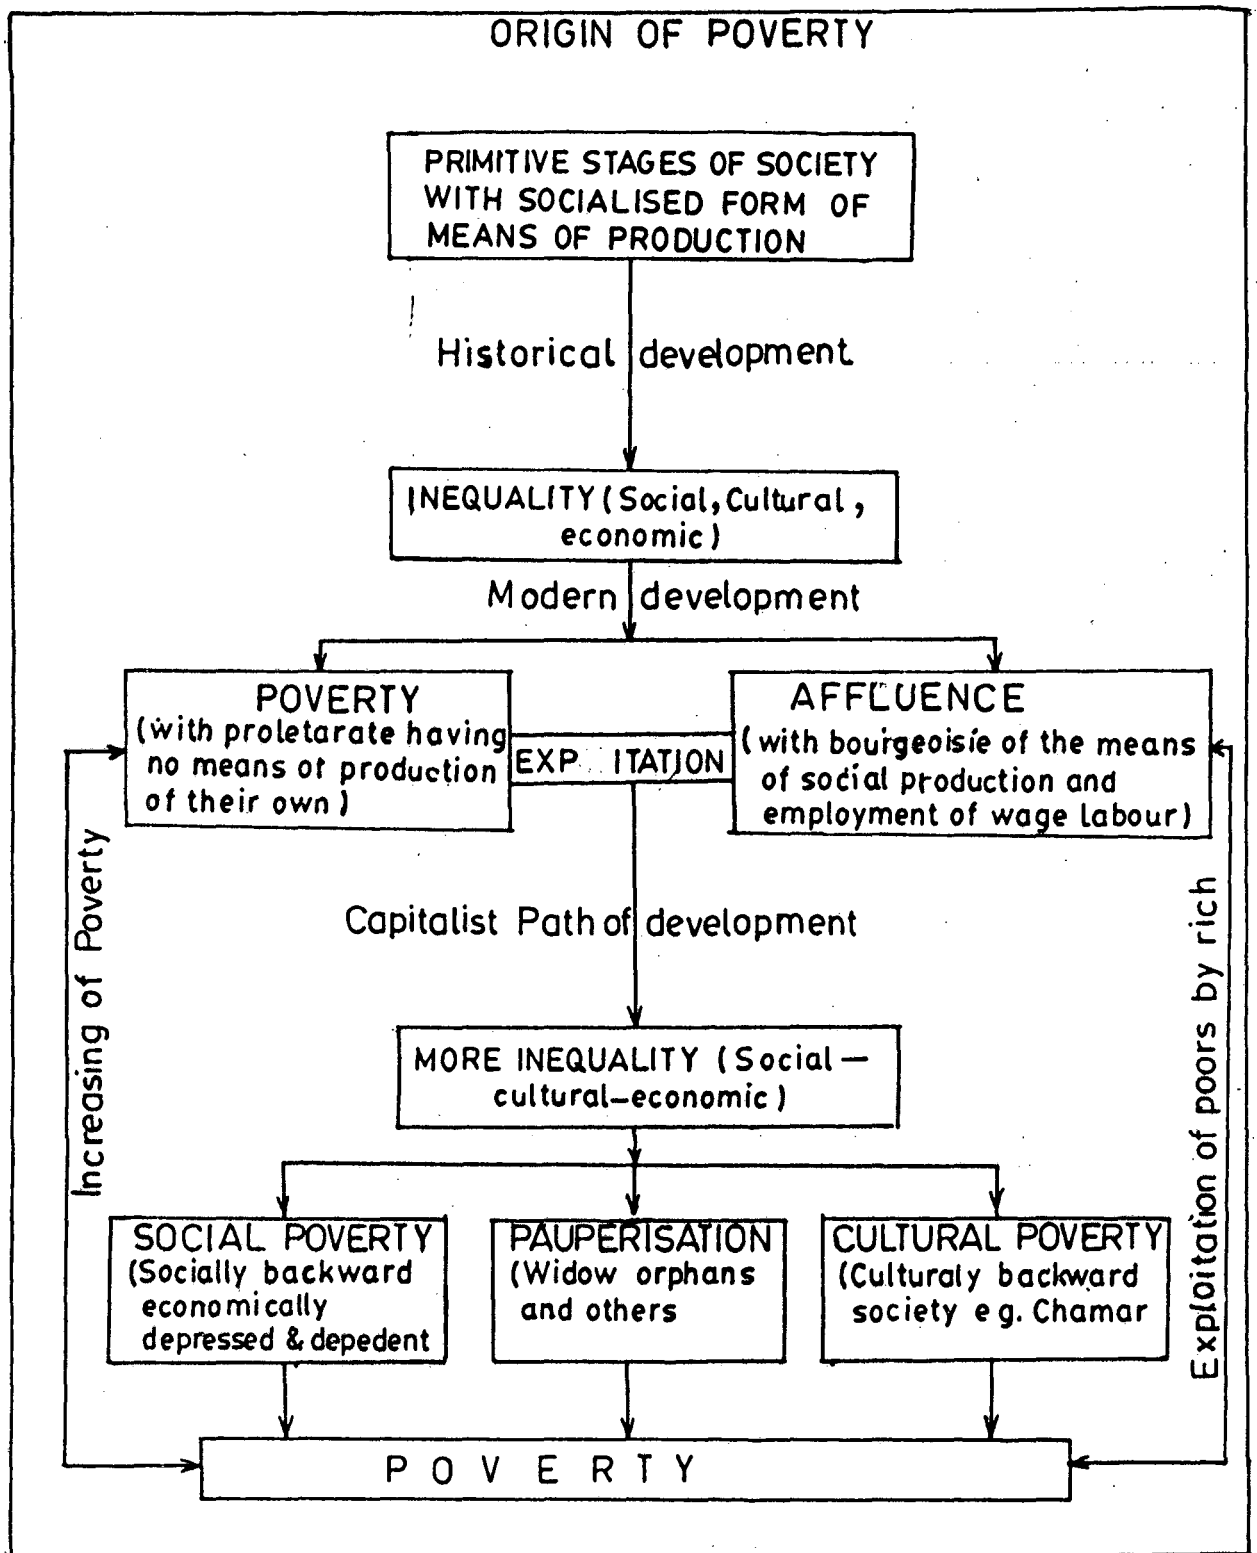 ORIGIN OF POVERTY
PRIMITIVE STAGES OF SOCIETY
WITH SOCIALISED FORM OF
MEANS OF PRODUCTION
Historical development
INEQUALITY (Social, Cultural,
economic)
Modern development
POVERTY
(with proletarate having
no means of production
of their own)
EXP ITATION
AFFLUENCE
(with bourgeoisie of the means
of social production and
employment of wage labour)
Increasing of Poverty
Exploitation of poors by rich
Capitalist Path of development
MORE INEQUALITY (Social—
cultural-economic)
SOCIAL POVERTY
(Socially backward
economically
depressed & depedent
PAUPERISATION
(Widow orphans
and others
CULTURAL POVERTY
(Culturaly backward
society e g. Chamar
POVERTY